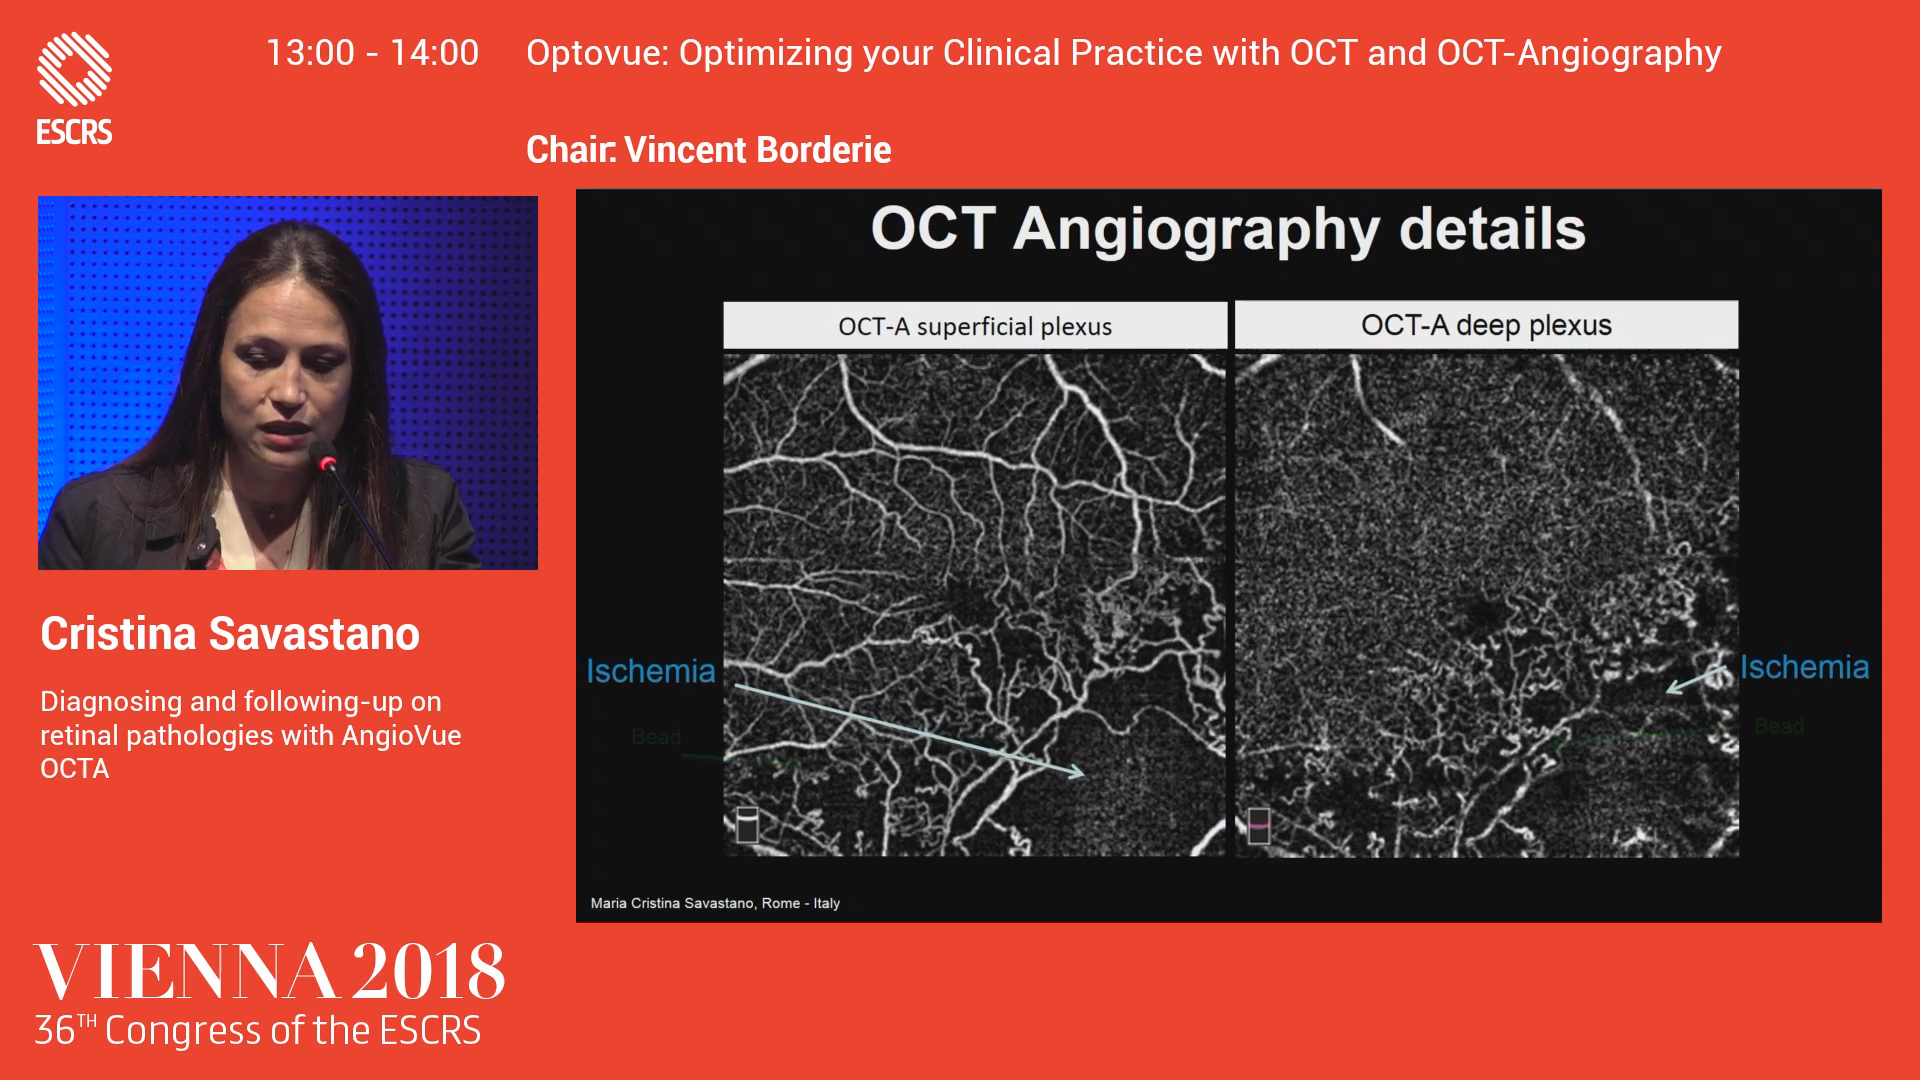 ESCRS
13:00 - 14:00 Optovue: Optimizing your Clinical Practice with OCT and OCT-Angiography
Chair: Vincent Borderie
OCT Angiography details
OCT-A superficial plexus
OCT-A deep plexus
Ischemia
Ischemia
Bead
Bead
Maria Cristina Savastano, Rome - Italy
Cristina Savastano
Diagnosing and following-up on
retinal pathologies with AngioVue
OCTA
VIENNA 2018
36TH Congress of the ESCRS